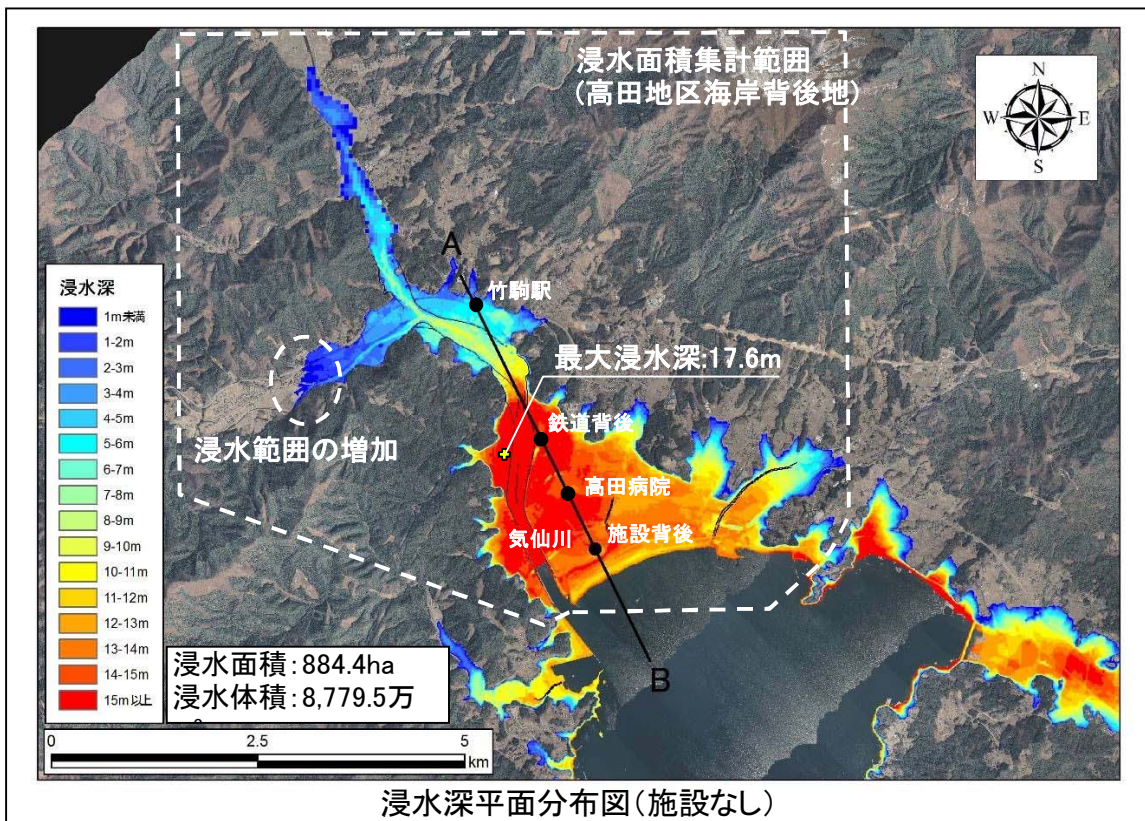 浸水面積集計範囲
(高田地区海岸背後地)
N
W
E
S
A
竹駒駅
浸水深
1m未満
1-2m
2-3m
3-4m
4-5m
5-6m
6-7m
7-8m
8-9m
9-10m
10-11m
11-12m
12-13m
13-14m
14-15m
15m以上
最大浸水深:17.6m
浸水範囲の増加
鉄道背後
高田病院
気仙川
施設背後
B
浸水面積:884.4ha
浸水体積:8,779.5万
0
2.5
5
km
浸水深平面分布図(施設なし)